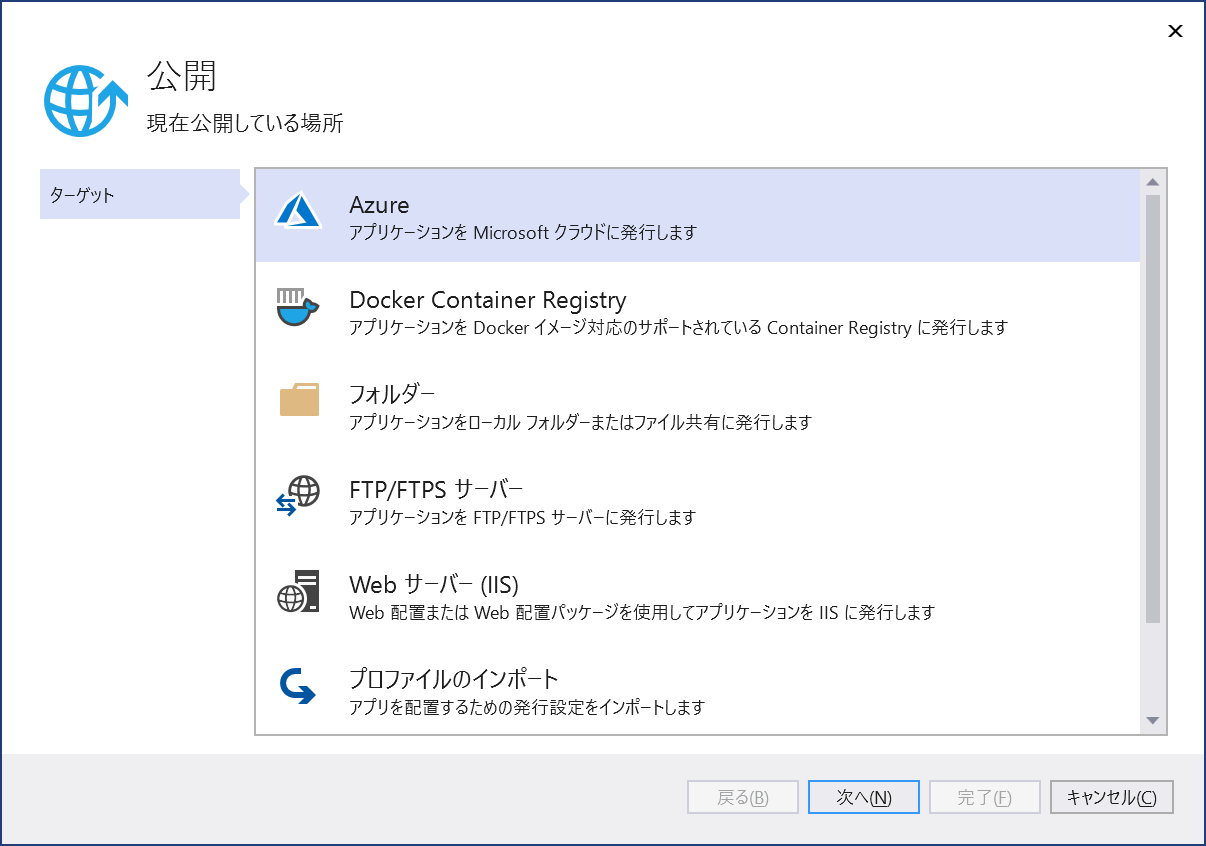 公開
現在公開している場所
ターゲット
Azure
アプリケーションを Microsoft クラウドに発行します
Docker Container Registry
アプリケーションを Docker イメージ対応のサポートされている Container Registry に発行します
フォルダー
アプリケーションをローカル フォルダーまたはファイル共有に発行します
FTP/FTPS サーバー
アプリケーションを FTP/FTPS サーバーに発行します
Web サーバー (IIS)
Web 配置または Web 配置パッケージを使用してアプリケーションを IIS に発行します
プロファイルのインポート
アプリを配置するための発行設定をインポートします
戻る(B) 次へ(N) 完了(F) キャンセル(C)